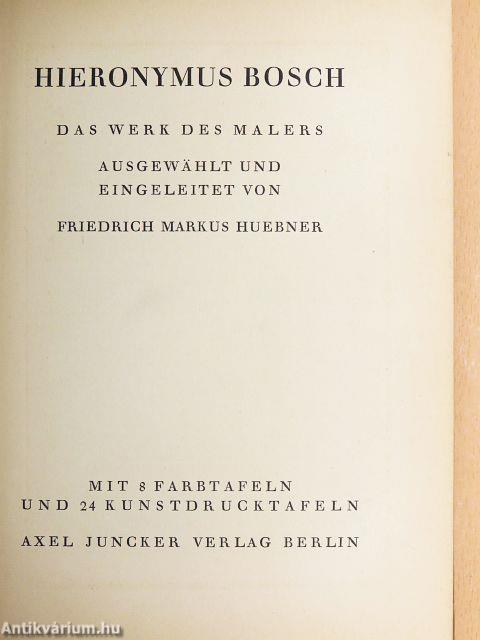 HIERONYMUS BOSCH
DAS WERK DES MALERS
AUSGEWÄHLT UND
EINGELEITET VON
FRIEDRICH MARKUS HUEBNER
MIT 8 FARBTAFELN
UND 24 KUNSTDRUCKTAFELN
AXEL JUNCKER VERLAG BERLIN
Antikvárium.hu